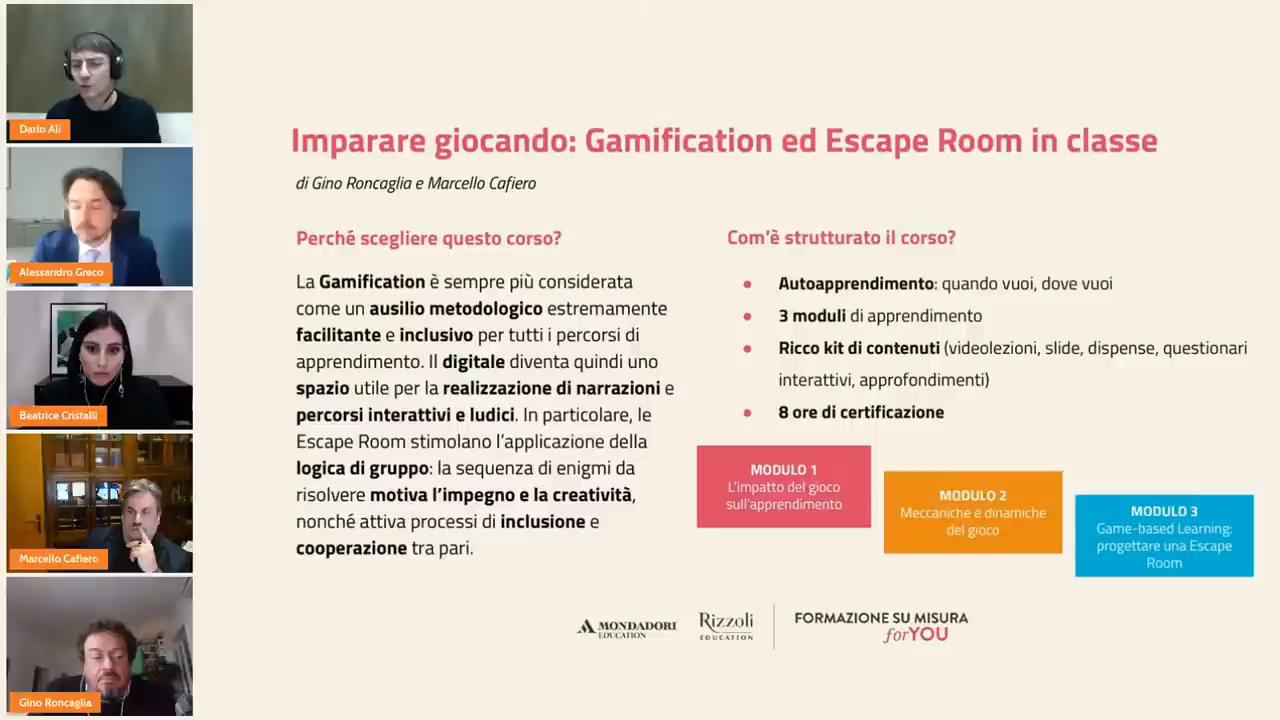 Dario Alì
Alessandro Greco
Beatrice Cristalli
Marcello Cafiero
Gino Roncaglia
Imparare giocando: Gamification ed Escape Room in classe
di Gino Roncaglia e Marcello Cafiero
Perché scegliere questo corso?
La Gamification è sempre più considerata
come un ausilio metodologico estremamente
facilitante e inclusivo per tutti i percorsi di
apprendimento. Il digitale diventa quindi uno
spazio utile per la realizzazione di narrazioni e
percorsi interattivi e ludici. In particolare, le
Escape Room stimolano l'applicazione della
logica di gruppo: la sequenza di enigmi da
risolvere motiva l'impegno e la creatività,
nonché attiva processi di inclusione e
cooperazione tra pari.
Com'è strutturato il corso?
• Autoapprendimento: quando vuoi, dove vuoi
• 3 moduli di apprendimento
• Ricco kit di contenuti (videolezioni, slide, dispense, questionari
interattivi, approfondimenti)
• 8 ore di certificazione
MODULO 1
L'impatto del gioco
sull'apprendimento
MODULO 2
Meccaniche e dinamiche
del gioco
MODULO 3
Game-based Learning:
progettare una Escape
Room
MONDADORI
EDUCATION
Rizzoli
EDUCATION
FORMAZIONE SU MISURA
forYOU